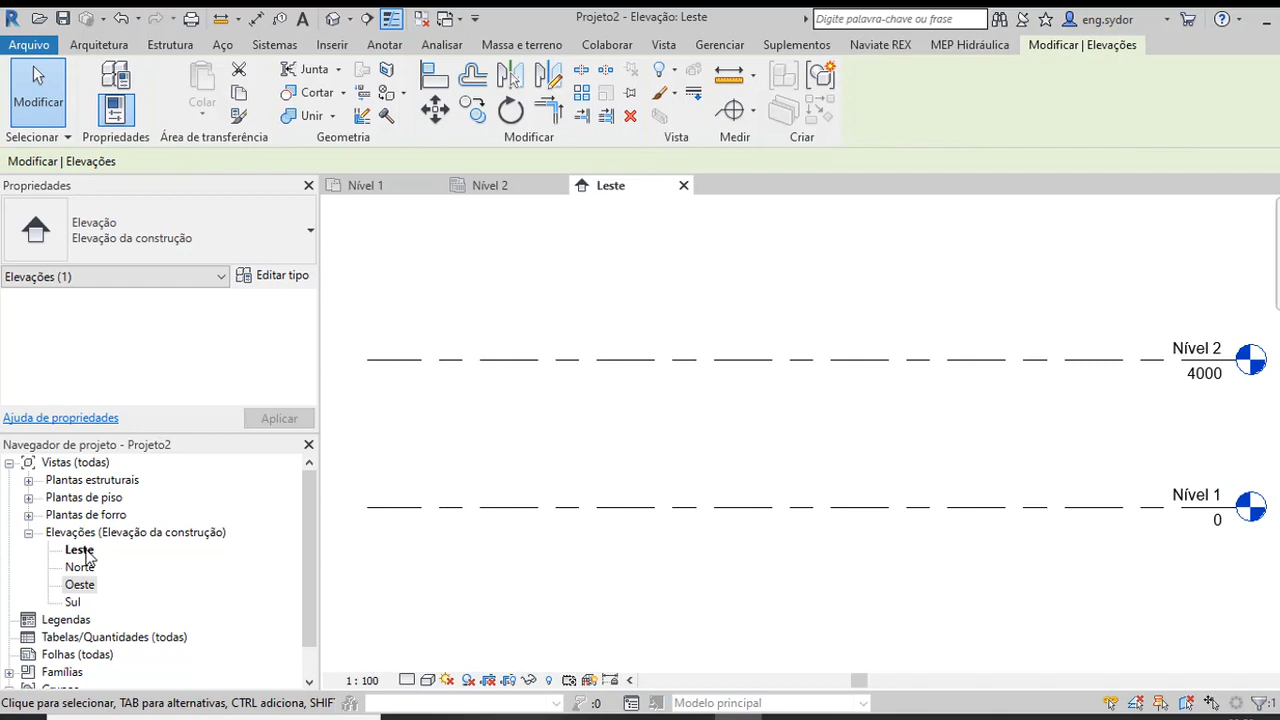 Projeto2 - Elevação: Leste
Digite palavra-chave ou frase
eng.sydor
Arquivo Arquitetura Estrutura Aço Sistemas Inserir Anotar Analisar Massa e terreno Colaborar Vista Gerenciar Suplementos Naviate REX MEP Hidráulica Modificar | Elevações
Modificar
Colar
Junta
Cortar
Unir
Selecionar Propriedades Área de transferência Geometria Modificar Vista Medir Criar
Modificar | Elevações
Propriedades
Nível 1 Nível 2 Leste
Elevação
Elevação da construção
Elevações (1) Editar tipo
Nível 2
4000
Ajuda de propriedades Aplicar
Navegador de projeto - Projeto2
Vistas (todas)
Plantas estruturais
Plantas de piso
Nível 1
Plantas de forro
0
Elevações (Elevação da construção)
Leste
Norte
Oeste
Sul
Legendas
Tabelas/Quantidades (todas)
Folhas (todas)
Famílias
1 : 100
Clique para selecionar, TAB para alternativas, CTRL adiciona, SHIF
:0
Modelo principal
:1